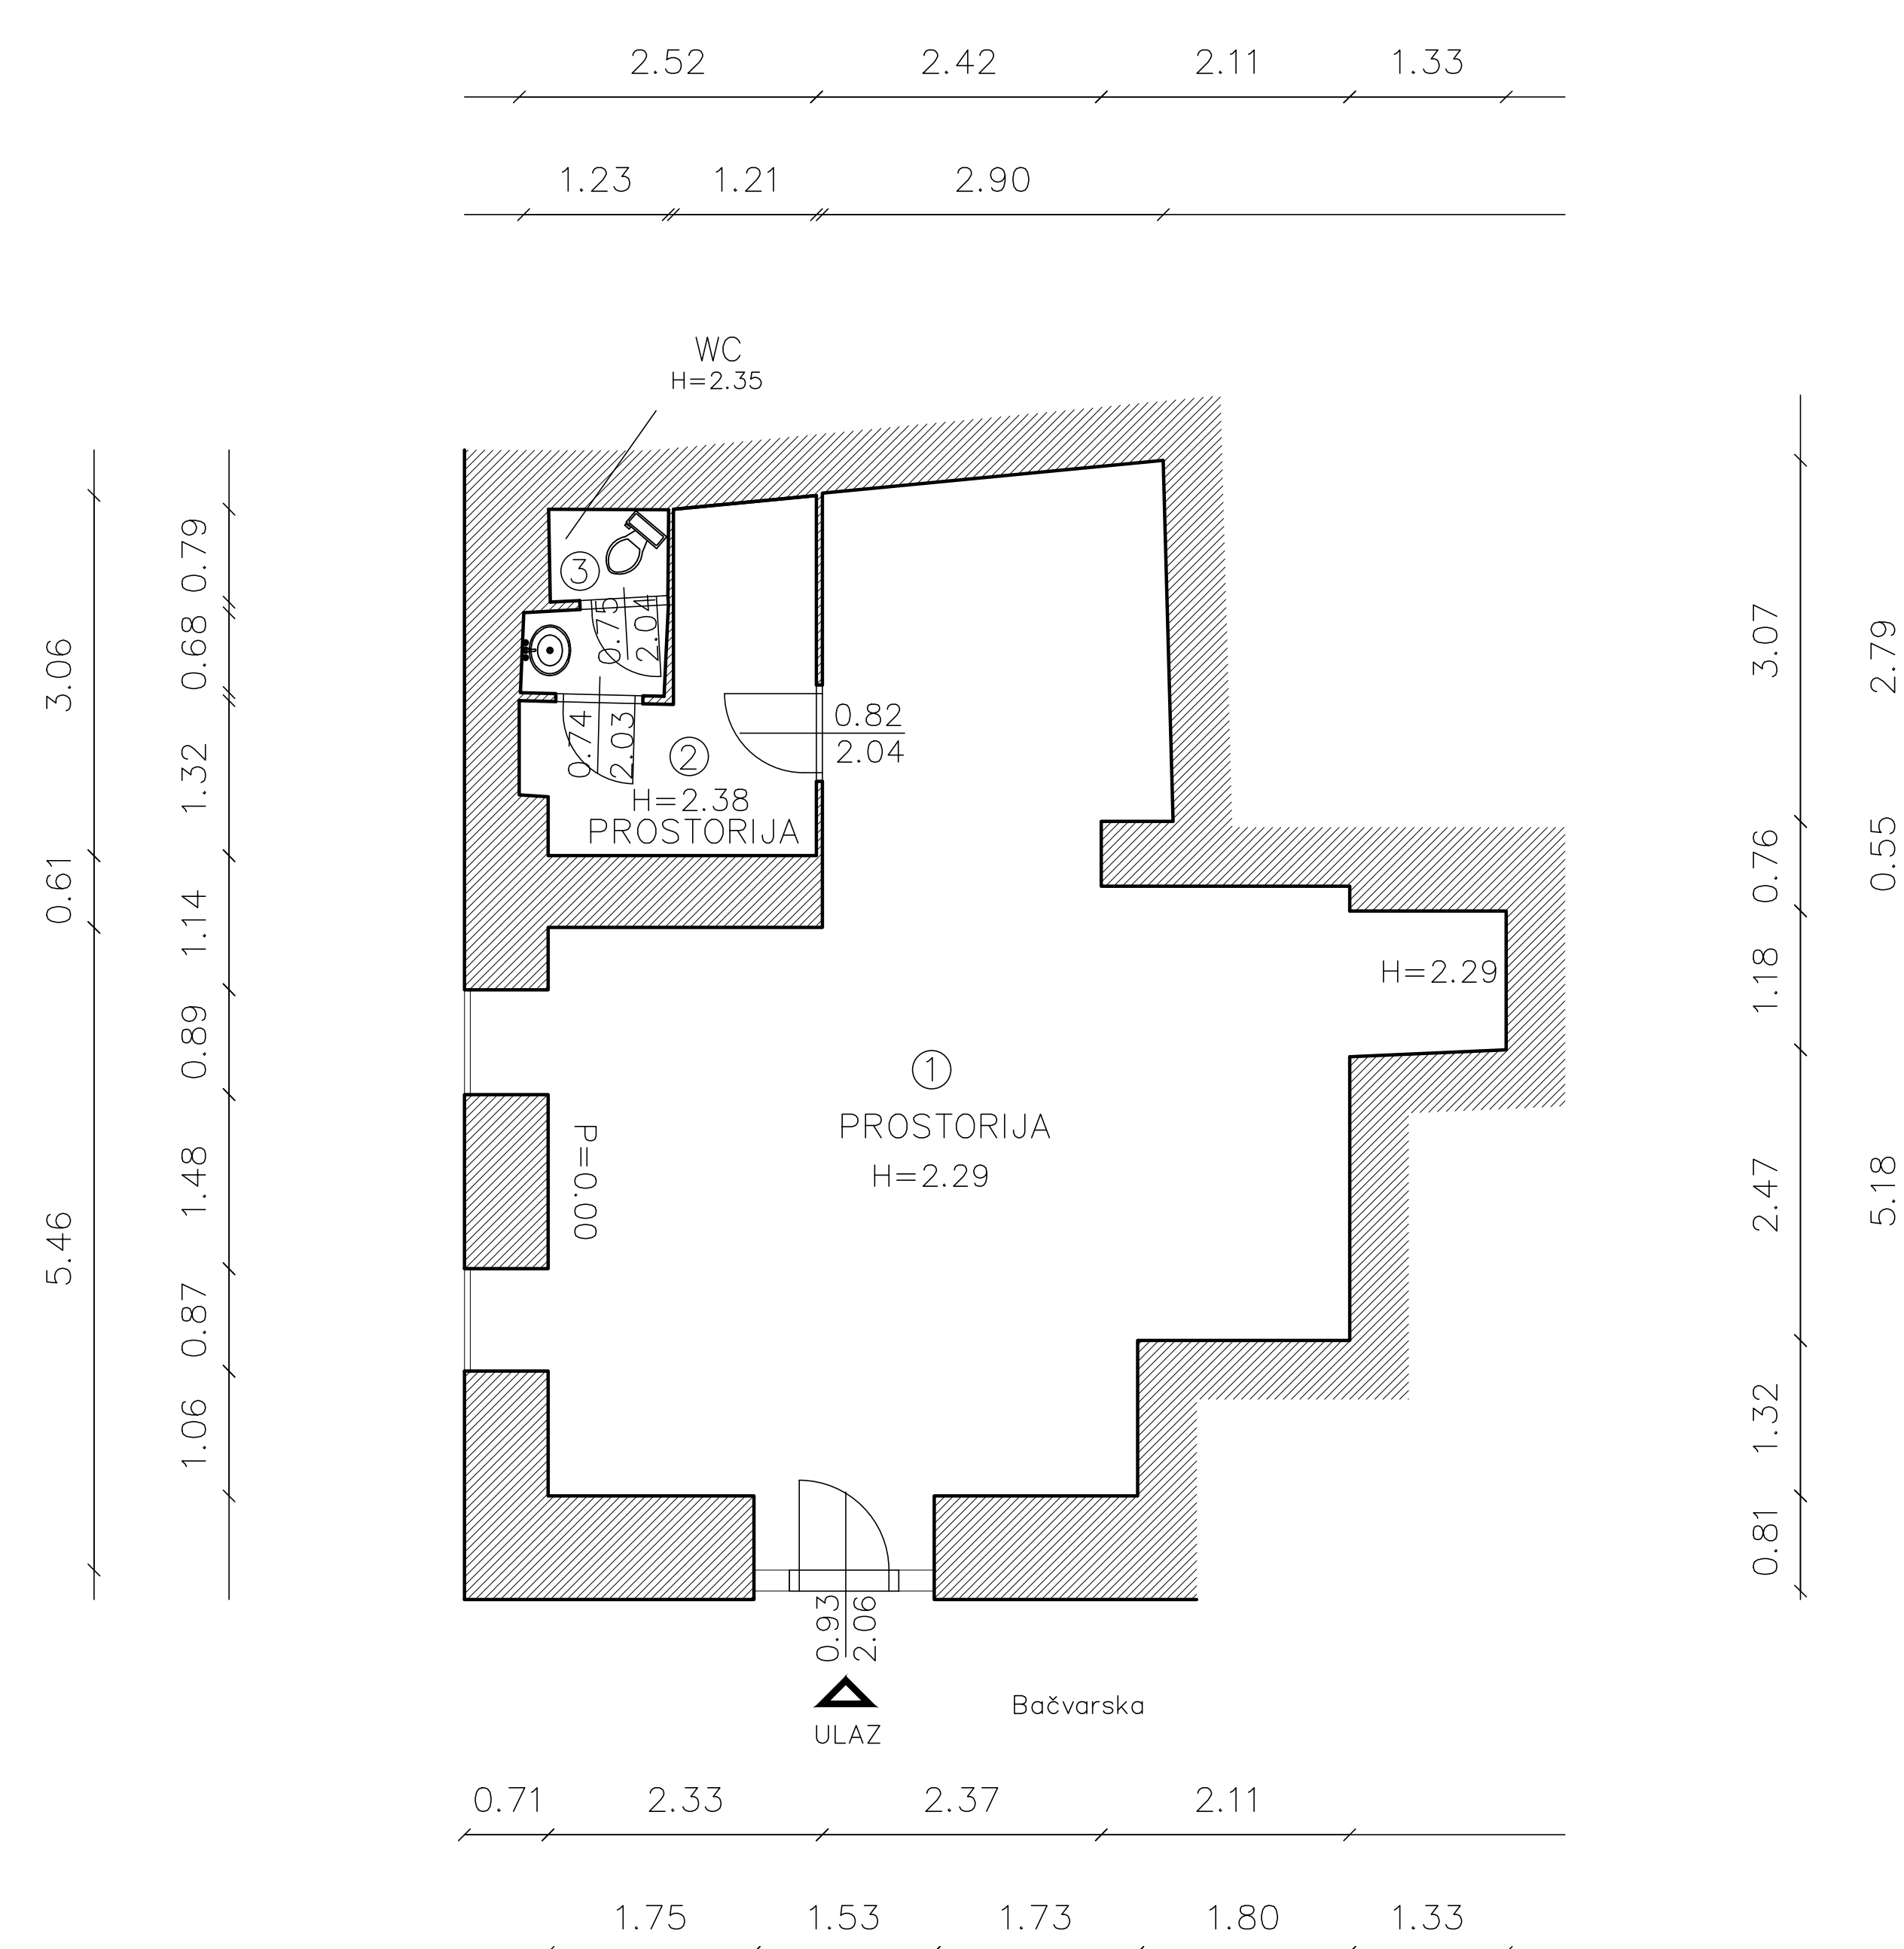 2.52 2.42 2.11 1.33
1.23 1.21 2.90
WC
H=2.35
3
0.75
2.04
0.74
2.03
0.82
2.04
2
H=2.38
PROSTORIJA
H=2.29
1
PROSTORIJA
H=2.29
P=0.00
3.06
0.61
5.46
0.79
0.68
1.32
1.14
0.89
1.48
0.87
1.06
3.07
0.76
1.18
2.47
1.32
0.81
2.79
0.55
5.18
0.93
2.06
ULAZ
Bačvarska
0.71 2.33 2.37 2.11
1.75 1.53 1.73 1.80 1.33